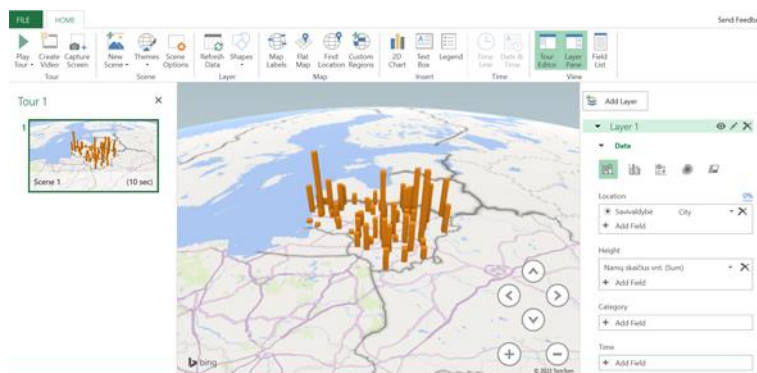 FILE HOME Send Feedba
Play Tour Create Video Capture Screen New Scene Themes Scene Options Refresh Data Shapes Map Labels Flat Map Find Location Custom Regions 2D Chart Text Box Legend Time Line Date & Time Tour Editor Layer Pane Field List
Tour Scene Layer Map Insert Time View
Tour 1
1
Scene 1 (10 sec)
bing
© 2023 TomTom
Add Layer
Layer 1
Data
Location 0%
Savivaldybė City
Add Field
Height
Namų skaičius vnt. (Sum)
Add Field
Category
Add Field
Time
Add Field